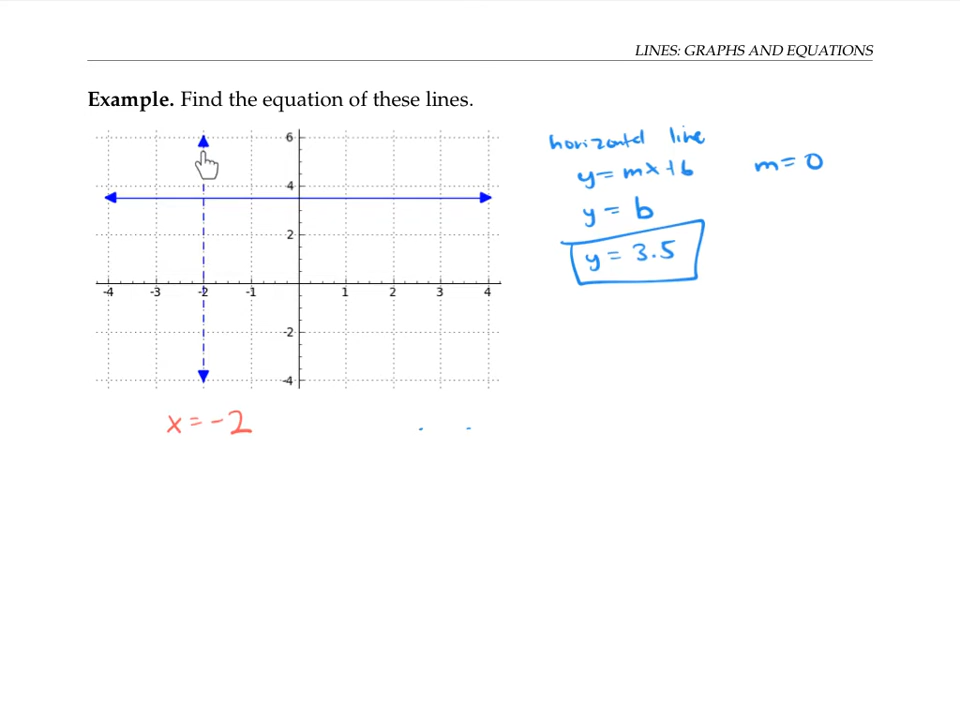 LINES: GRAPHS AND EQUATIONS
Example. Find the equation of these lines.
6
4
2
-4 -3 -2 -1 1 2 3 4
-2
-4
x = -2
horizontal line
y = mx + b m = 0
y = b
y = 3.5